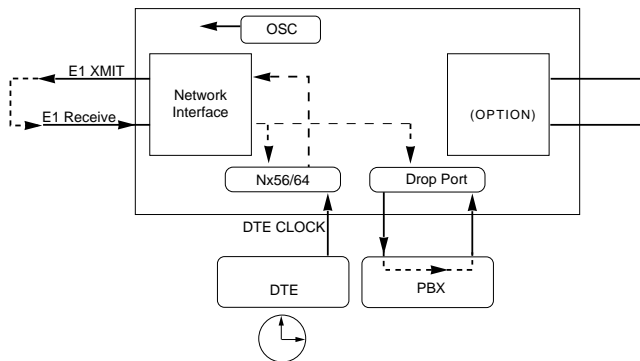 OSC
E1 XMIT
Network
Interface
E1 Receive
(OPTION)
Nx56/64
Drop Port
DTE CLOCK
DTE
PBX